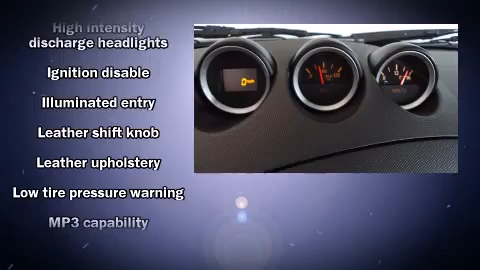 High intensity
discharge headlights
Ignition disable
Illuminated entry
Leather shift knob
Leather upholstery
Low tire pressure warning
MP3 capability